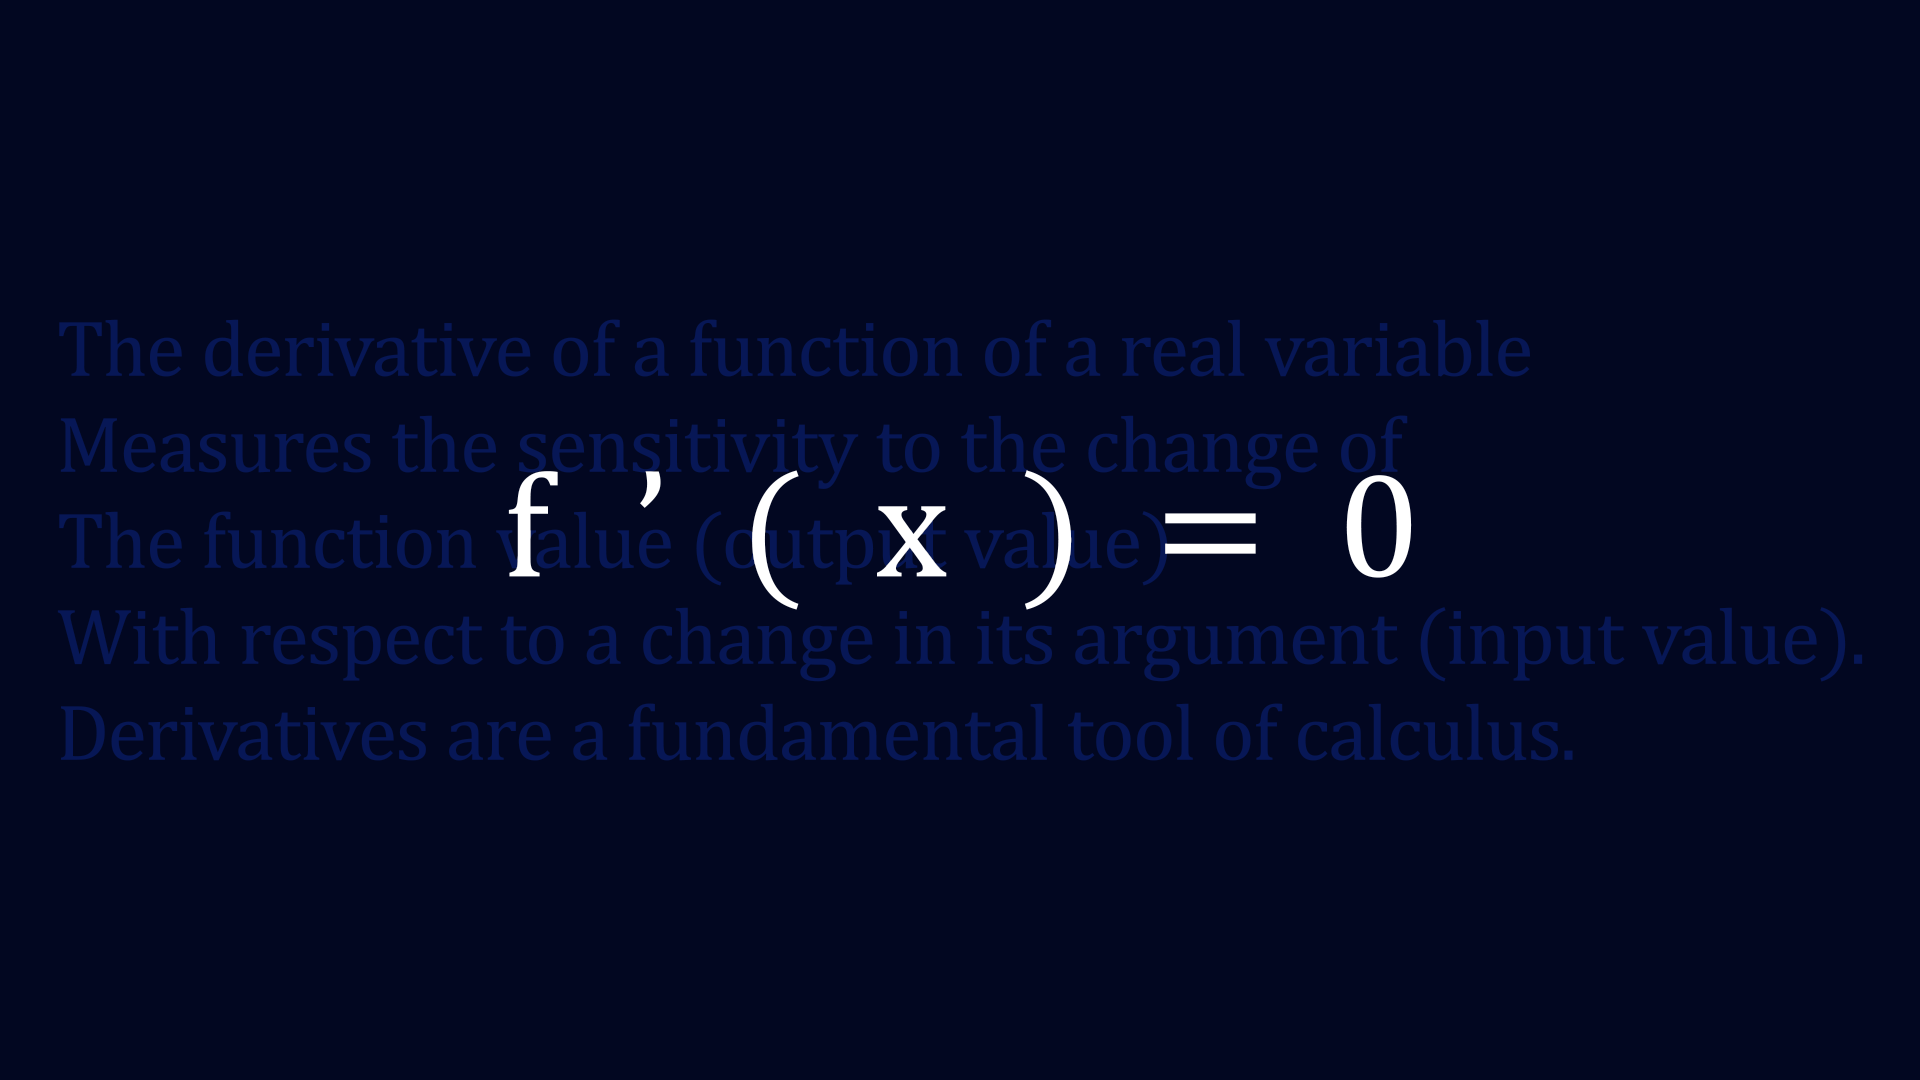 The derivative of a function of a real variable
Measures the sensitivity to the change of
f ’ ( x ) = 0
The function value (output value)
With respect to a change in its argument (input value).
Derivatives are a fundamental tool of calculus.